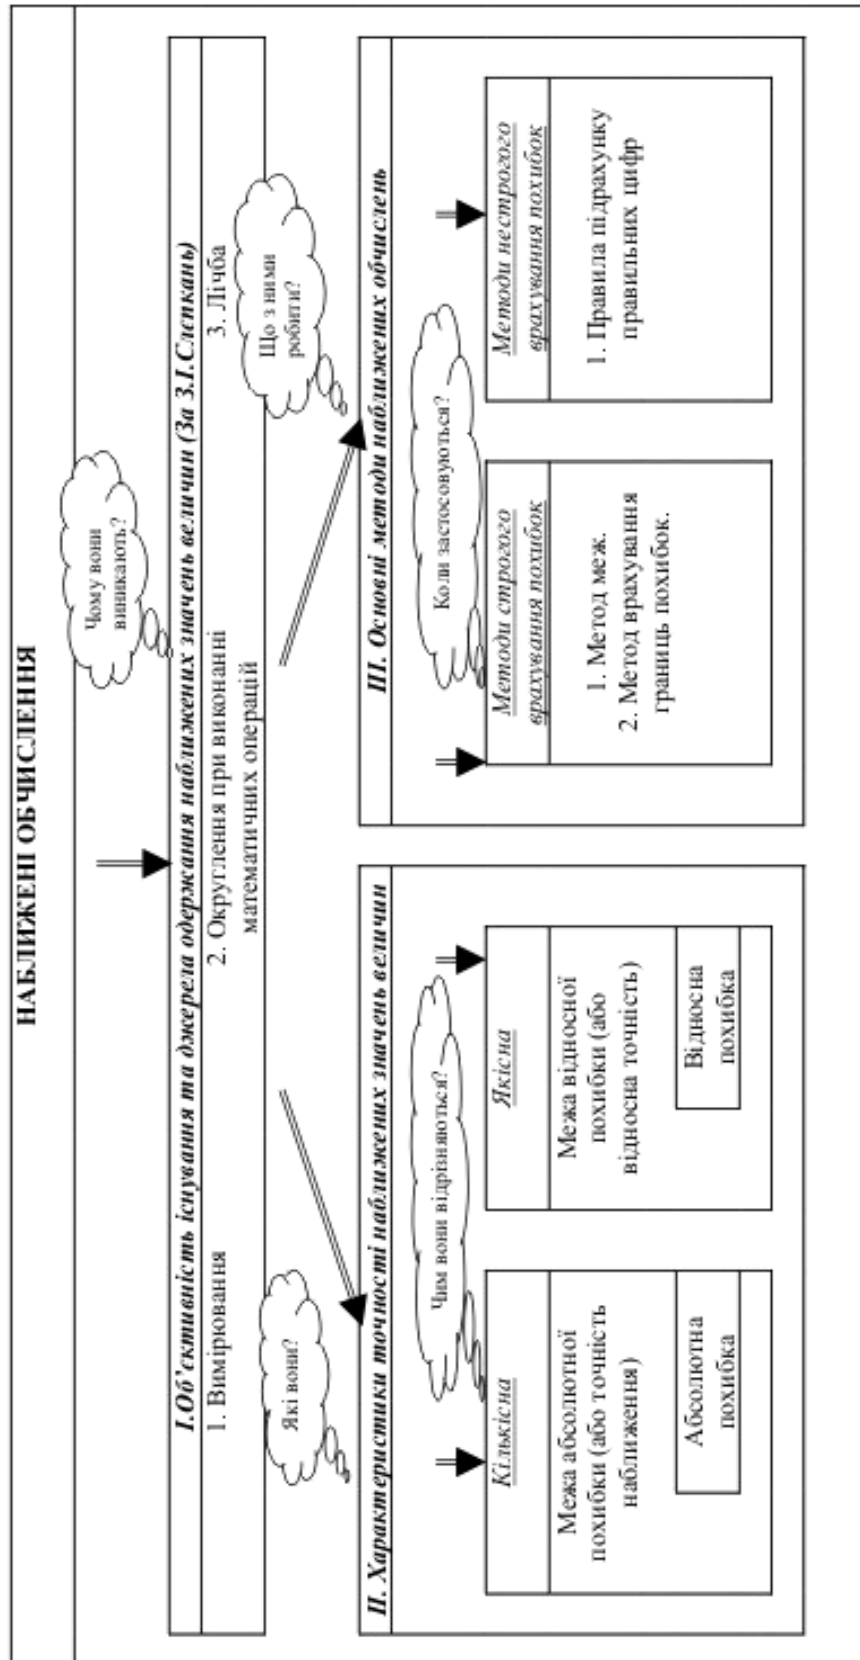 НАБЛИЖЕНІ ОБЧИСЛЕННЯ
Чому вони
виникають?
І.Об'єктивність існування та джерела одержання наближених значень величин (За З.І.Слєпкань)
1. Вимірювання
2. Округлення при виконанні
математичних операцій
3. Лічба
Які вони?
Що з ними
робити?
ІІ. Характеристики точності наближених значень величин
Чим вони відрізняються?
Кількісна
Межа абсолютної
похибки (або точність
наближення)
Абсолютна
похибка
Якісна
Межа відносної
похибки (або
відносна точність)
Відносна
похибка
ІІІ. Основні методи наближених обчислень
Коли застосовуються?
Методи строгого
врахування похибок
1. Метод меж.
2. Метод врахування
границь похибок.
Методи нестрогого
врахування похибок
1. Правила підрахунку
правильних цифр